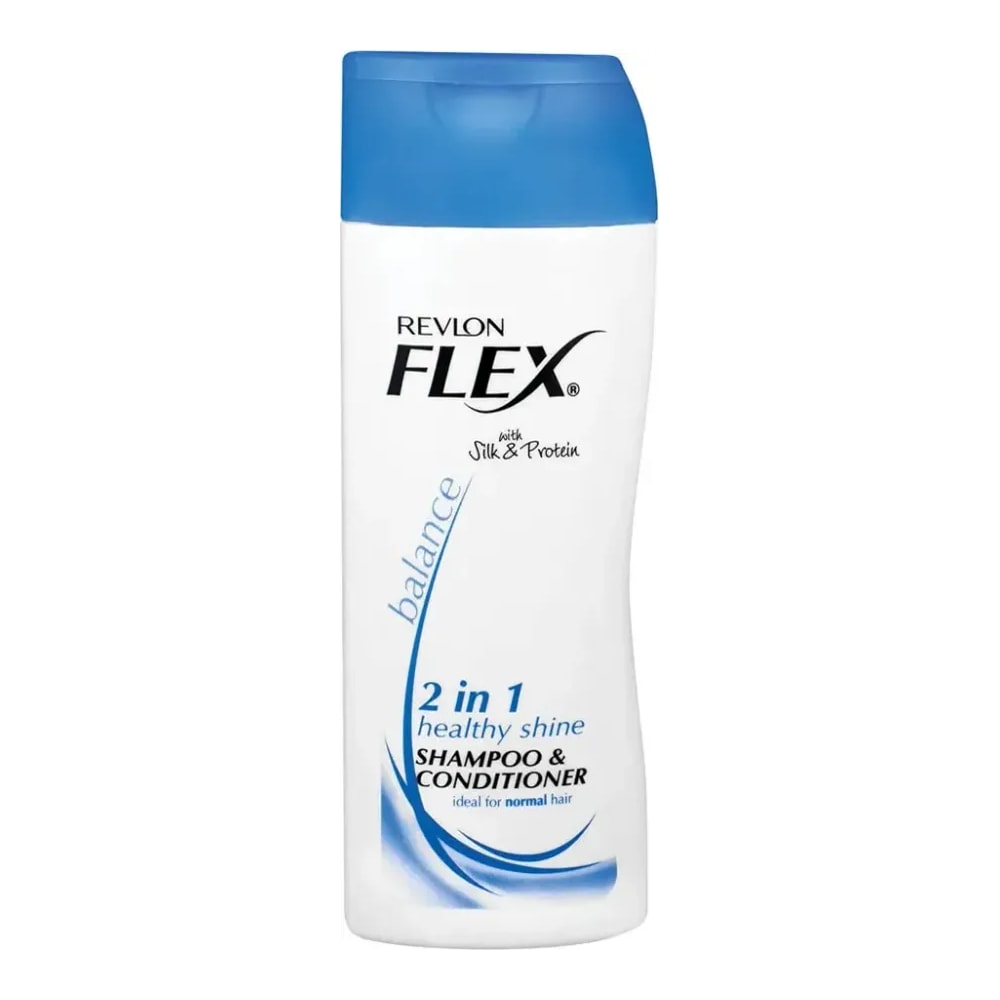 REVLON
FLEX®
with
Silk & Protein
balance
2 in 1
healthy shine
SHAMPOO &
CONDITIONER
ideal for normal hair